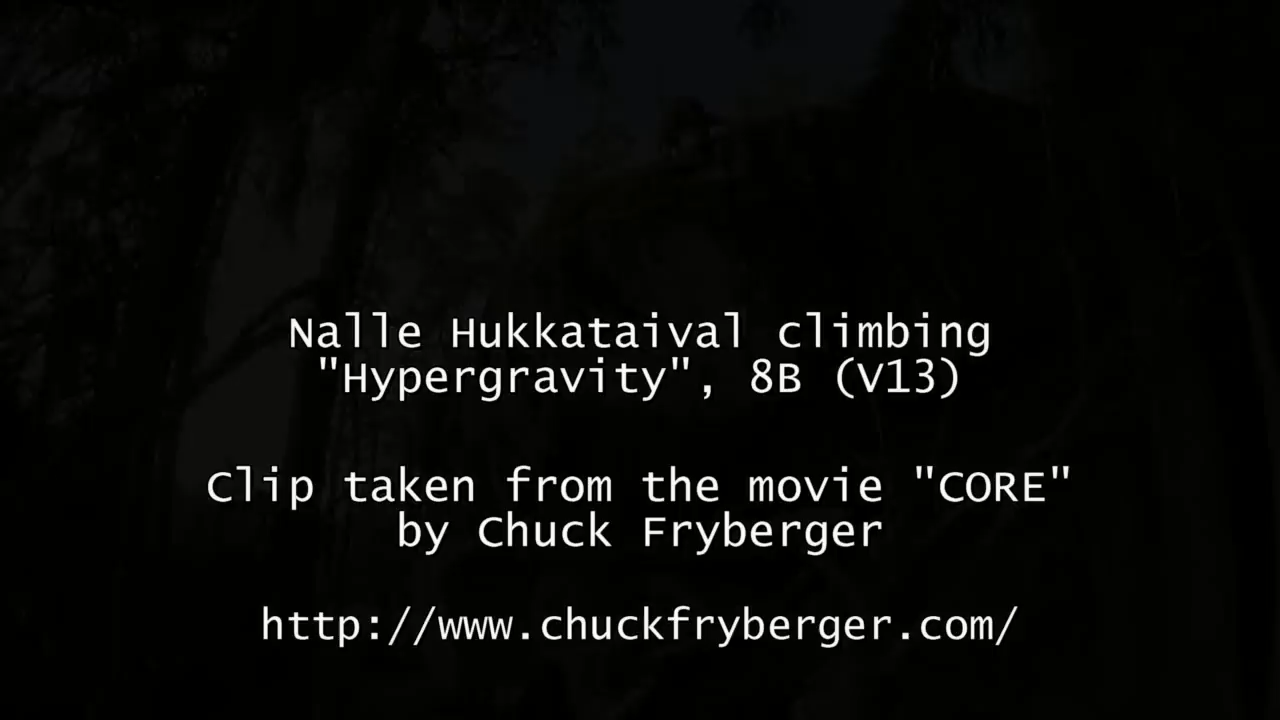 Nalle Hukkataival climbing
"Hypergravity", 8B (V13)
Clip taken from the movie "CORE"
by Chuck Fryberger
http://www.chuckfryberger.com/